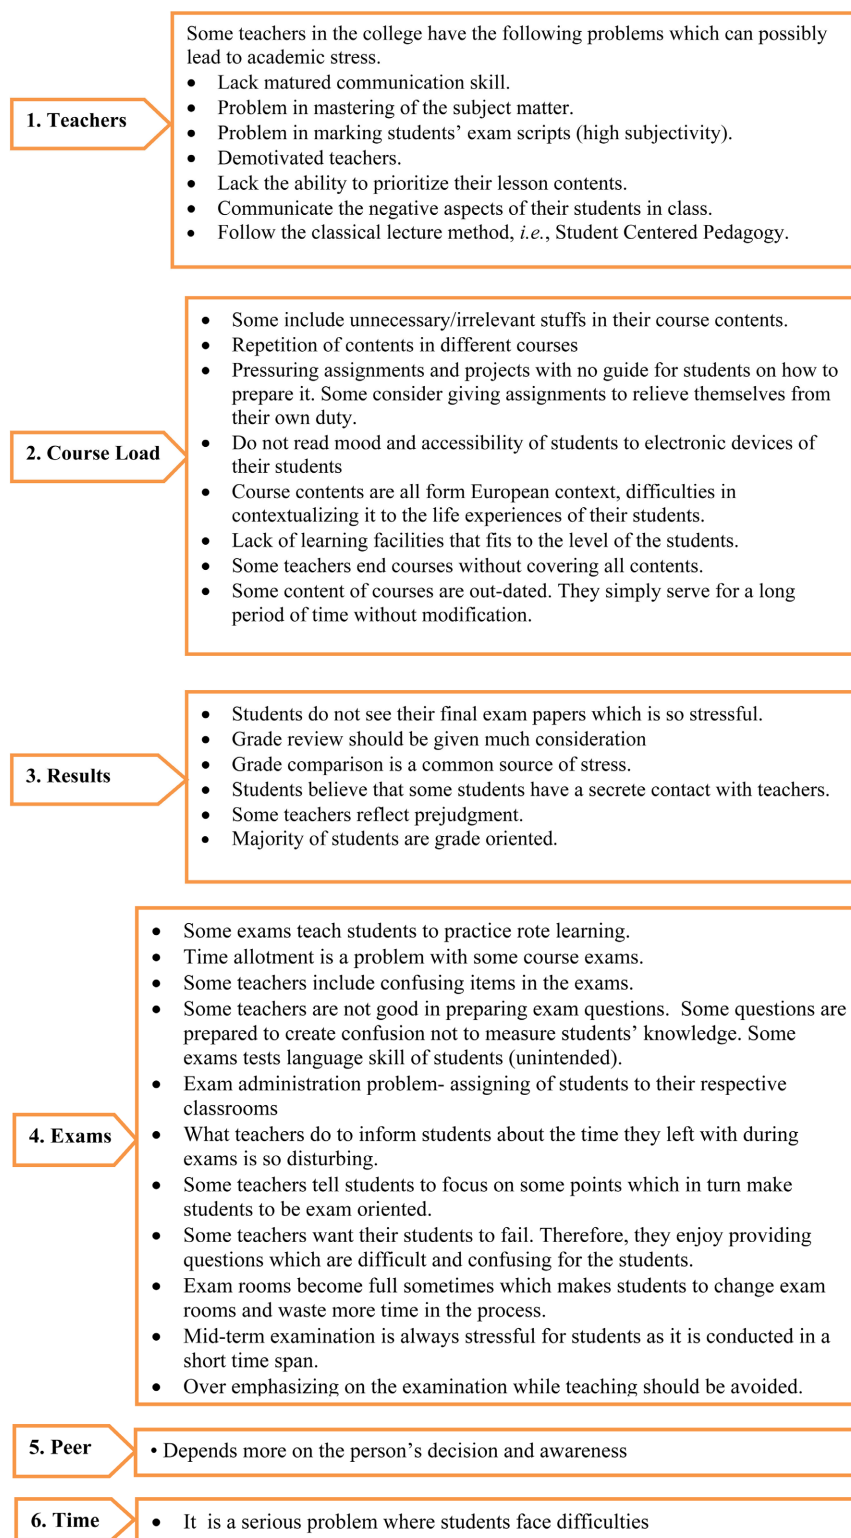 Some teachers in the college have the following problems which can possibly
lead to academic stress.
1. Teachers
• Lack matured communication skill.
• Problem in mastering of the subject matter.
• Problem in marking students’ exam scripts (high subjectivity).
• Demotivated teachers.
• Lack the ability to prioritize their lesson contents.
• Communicate the negative aspects of their students in class.
• Follow the classical lecture method, i.e., Student Centered Pedagogy.
2. Course Load
• Some include unnecessary/irrelevant stuffs in their course contents.
• Repetition of contents in different courses
• Pressuring assignments and projects with no guide for students on how to
prepare it. Some consider giving assignments to relieve themselves from
their own duty.
• Do not read mood and accessibility of students to electronic devices of
their students
• Course contents are all form European context, difficulties in
contextualizing it to the life experiences of their students.
• Lack of learning facilities that fits to the level of the students.
• Some teachers end courses without covering all contents.
• Some content of courses are out-dated. They simply serve for a long
period of time without modification.
3. Results
• Students do not see their final exam papers which is so stressful.
• Grade review should be given much consideration
• Grade comparison is a common source of stress.
• Students believe that some students have a secrete contact with teachers.
• Some teachers reflect prejudgment.
• Majority of students are grade oriented.
4. Exams
• Some exams teach students to practice rote learning.
• Time allotment is a problem with some course exams.
• Some teachers include confusing items in the exams.
• Some teachers are not good in preparing exam questions.  Some questions are
prepared to create confusion not to measure students’ knowledge. Some
exams tests language skill of students (unintended).
• Exam administration problem- assigning of students to their respective
classrooms
• What teachers do to inform students about the time they left with during
exams is so disturbing.
• Some teachers tell students to focus on some points which in turn make
students to be exam oriented.
• Some teachers want their students to fail. Therefore, they enjoy providing
questions which are difficult and confusing for the students.
• Exam rooms become full sometimes which makes students to change exam
rooms and waste more time in the process.
• Mid-term examination is always stressful for students as it is conducted in a
short time span.
• Over emphasizing on the examination while teaching should be avoided.
5. Peer
• Depends more on the person’s decision and awareness
6. Time
• It  is a serious problem where students face difficulties